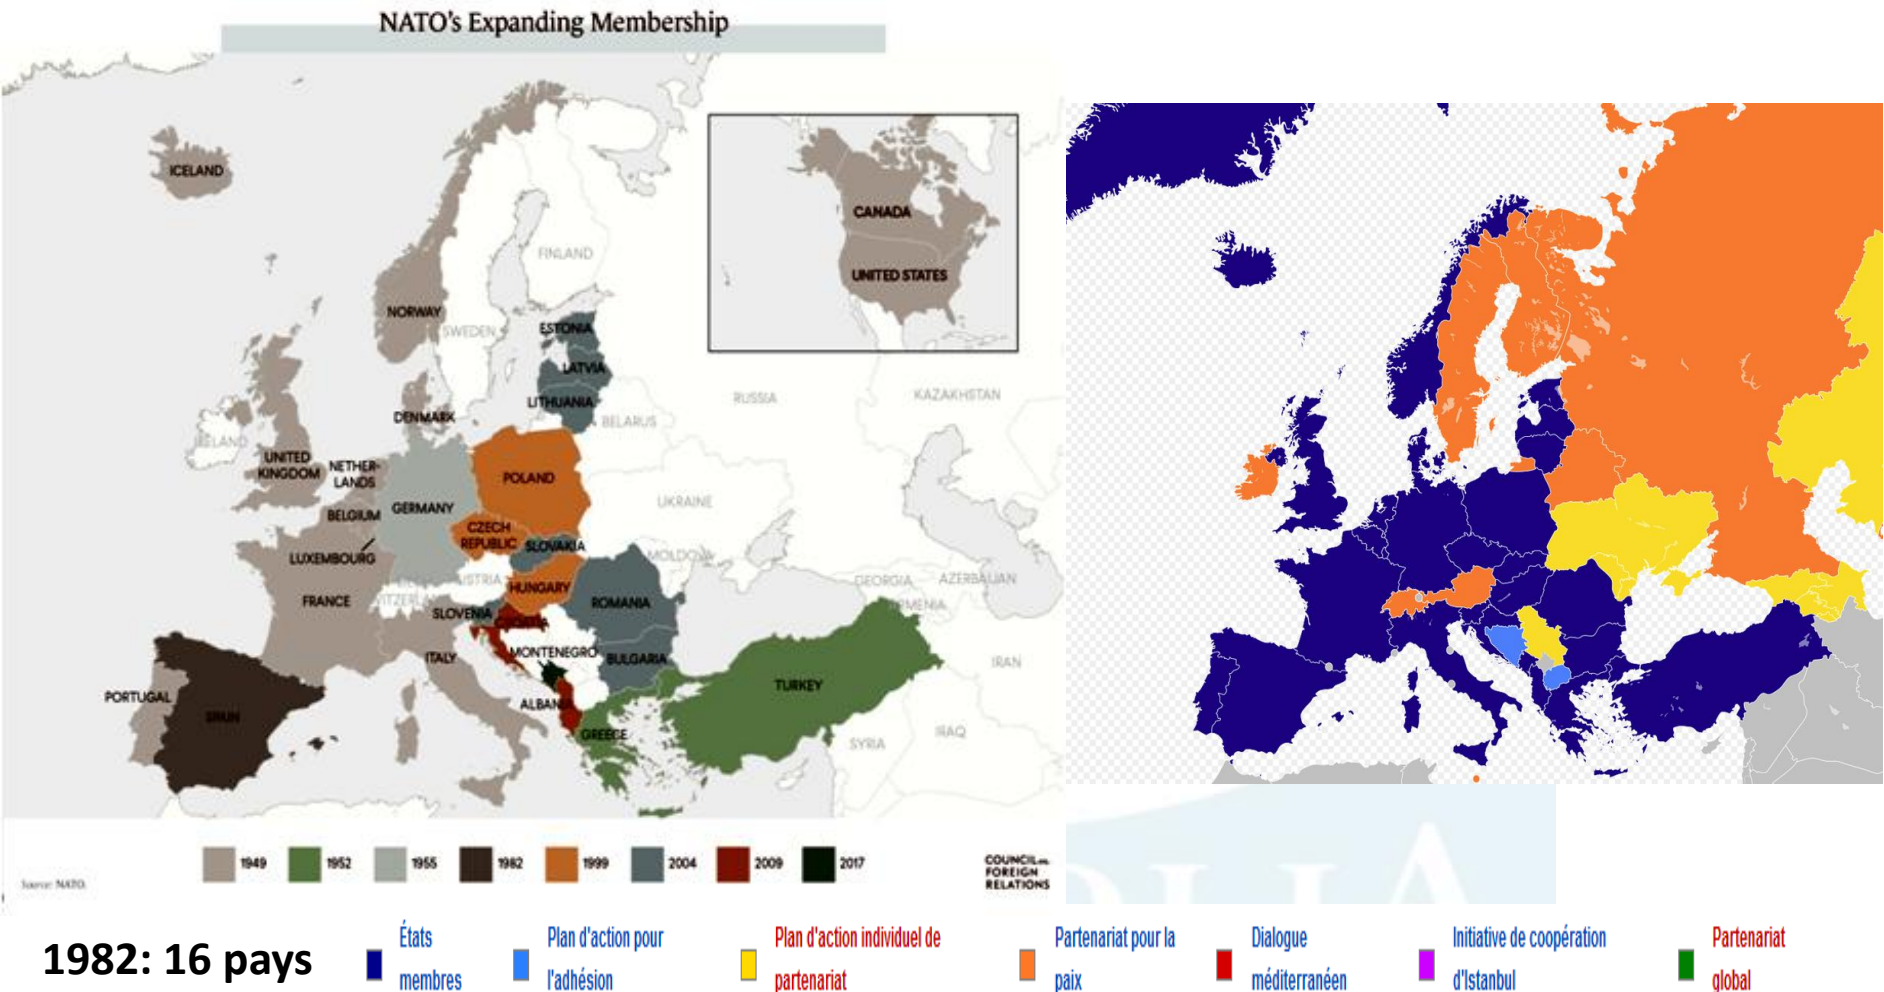 NATO's Expanding Membership
ICELAND
CANADA
UNITED STATES
FINLAND
NORWAY
SWEDEN
ESTONIA
LATVIA
LITHUANIA
RUSSIA
KAZAKHSTAN
BELARUS
DENMARK
IRELAND
UNITED
KINGDOM
NETHER-
LANDS
POLAND
GERMANY
UKRAINE
BELGIUM
CZECH
REPUBLIC
SLOVAKIA
LUXEMBOURG
MOLDOVA
AUSTRIA
HUNGARY
GEORGIA
AZERBAIJAN
FRANCE
SWITZERLAND
SLOVENIA
ROMANIA
ARMENIA
CROATIA
ITALY
MONTENEGRO
BULGARIA
IRAN
PORTUGAL
SPAIN
ALBANIA
TURKEY
GREECE
SYRIA
IRAQ
1949
1952
1955
1982
1999
2004
2009
2017
Source: NATO.
COUNCIL on
FOREIGN
RELATIONS
1982: 16 pays
États
membres
Plan d'action pour
l'adhésion
Plan d'action individuel de
partenariat
Partenariat pour la
paix
Dialogue
méditerranéen
Initiative de coopération
d'Istanbul
Partenariat
global